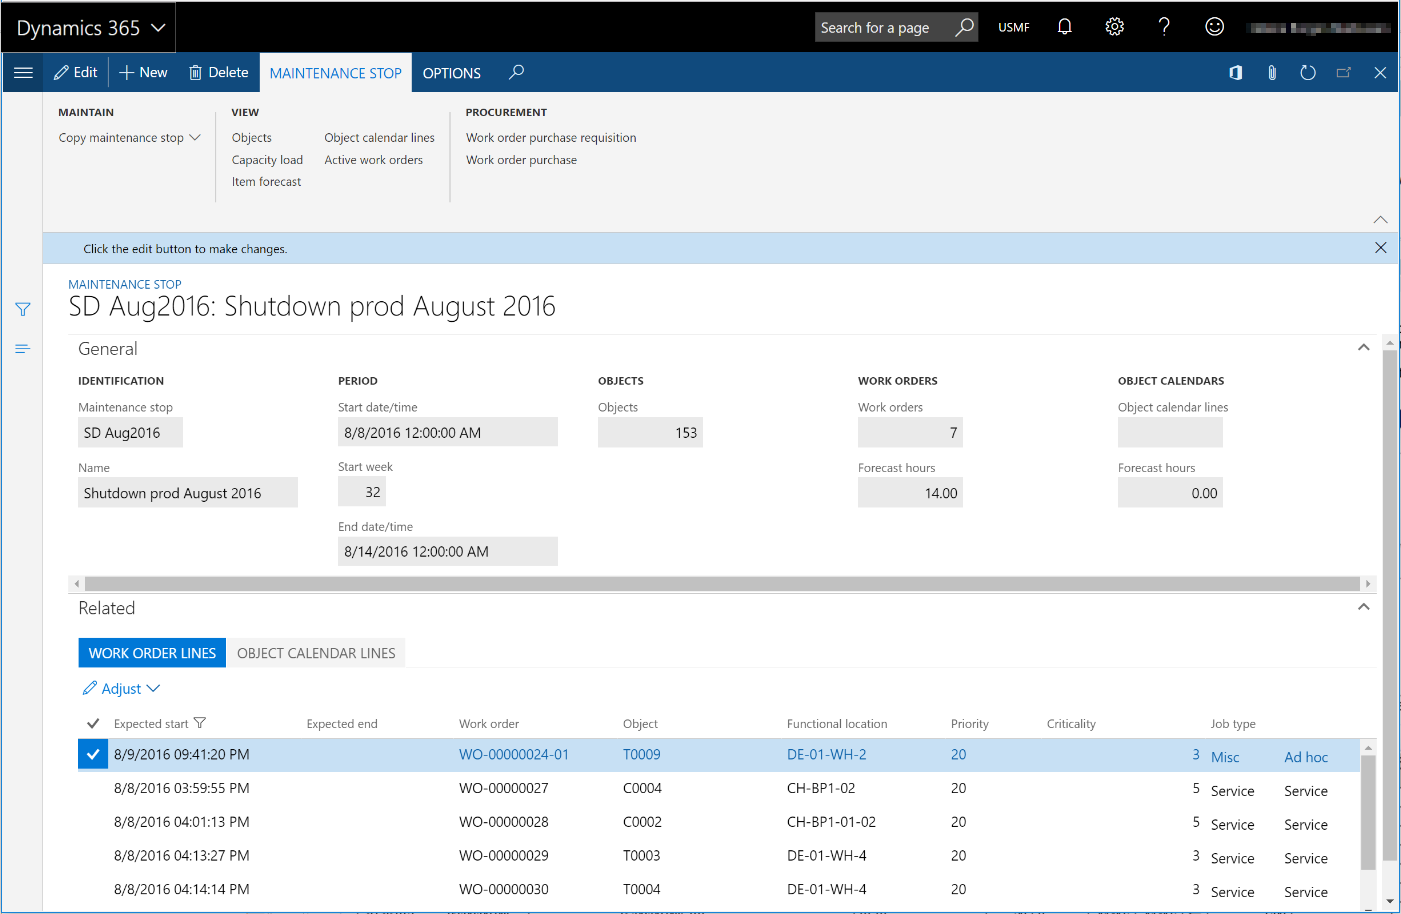 Dynamics 365
Search for a page
USMF
Edit
New
Delete
MAINTENANCE STOP
OPTIONS
MAINTAIN
Copy maintenance stop
VIEW
Objects
Object calendar lines
Capacity load
Active work orders
Item forecast
PROCUREMENT
Work order purchase requisition
Work order purchase
Click the edit button to make changes.
MAINTENANCE STOP
SD Aug2016: Shutdown prod August 2016
General
IDENTIFICATION
Maintenance stop
SD Aug2016
Name
Shutdown prod August 2016
PERIOD
Start date/time
8/8/2016 12:00:00 AM
Start week
32
End date/time
8/14/2016 12:00:00 AM
OBJECTS
Objects
153
WORK ORDERS
Work orders
7
Forecast hours
14.00
OBJECT CALENDARS
Object calendar lines
Forecast hours
0.00
Related
WORK ORDER LINES OBJECT CALENDAR LINES
Adjust
Expected start Expected end Work order Object Functional location Priority Criticality Job type
8/9/2016 09:41:20 PM WO-00000024-01 T0009 DE-01-WH-2 20 3 Misc Ad hoc
8/8/2016 03:59:55 PM WO-00000027 C0004 CH-BP1-02 20 5 Service Service
8/8/2016 04:01:13 PM WO-00000028 C0002 CH-BP1-01-02 20 5 Service Service
8/8/2016 04:13:27 PM WO-00000029 T0003 DE-01-WH-4 20 3 Service Service
8/8/2016 04:14:14 PM WO-00000030 T0004 DE-01-WH-4 20 3 Service Service